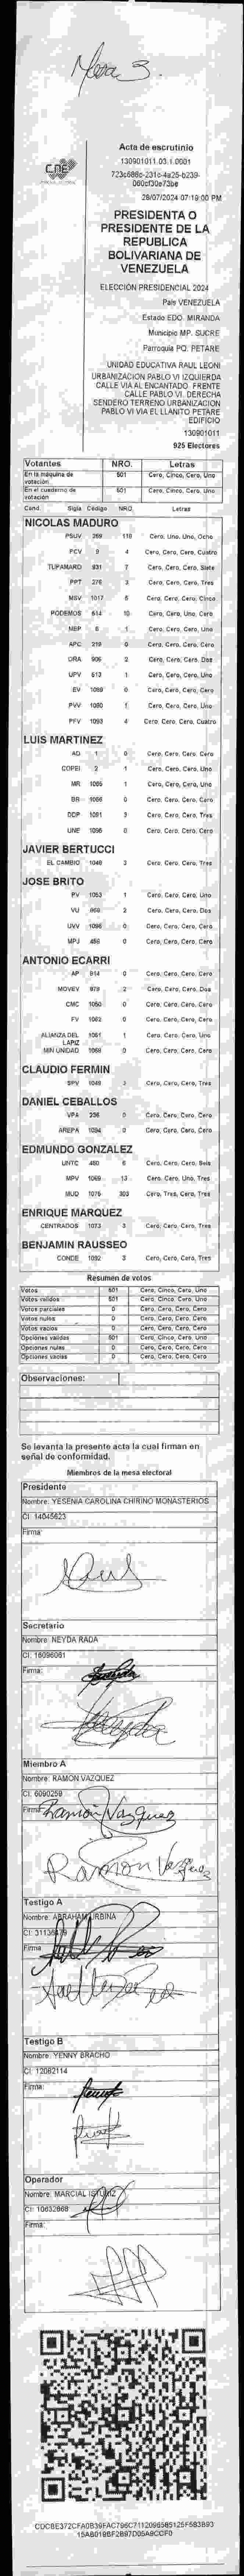 Mesa 3.
Acta de escrutinio
130901011.03.1.0001
28/07/2024 07:19:00 PM
CNE
PRESIDENTA O
PRESIDENTE DE LA
REPUBLICA
BOLIVARIANA DE
VENEZUELA
ELECCIÓN PRESIDENCIAL 2024
País VENEZUELA
Estado EDO. MIRANDA
Municipio MP. SUCRE
Parroquia PQ. PETARE
UNIDAD EDUCATIVA RAUL LEONI
URBANIZACIÓN PABLO VI IZQUIERDA
CALLE VIA AL ENCANTADO. FRENTE
CALLE PABLO VI. DERECHA
SENDERO TERRENO URBANIZACION
PABLO VI VIA EL LLANITO PETARE
EDIFICIO
130901011
925 Electores
Votantes NRO. Letras
En la máquina de votación 501 Cero, Cinco, Cero, Uno
En el cuaderno de votación 501 Cero, Cinco, Cero, Uno
Cand. Sigla Código NRO. Letras
NICOLAS MADURO
PSUV 269 118 Cero, Uno, Uno, Ocho
PCV 9 4 Cero, Cero, Cero, Cuatro
TUPAMARO 831 7 Cero, Cero, Cero, Siete
PPT 276 3 Cero, Cero, Cero, Tres
MSV 1017 5 Cero, Cero, Cero, Cinco
PODEMOS 614 10 Cero, Cero, Uno, Cero
MEP 6 1 Cero, Cero, Cero, Uno
APC 219 0 Cero, Cero, Cero, Cero
ORA 906 2 Cero, Cero, Cero, Dos
UPV 613 1 Cero, Cero, Cero, Uno
EV 1089 0 Cero, Cero, Cero, Cero
PVV 1080 1 Cero, Cero, Cero, Uno
PFV 1093 4 Cero, Cero, Cero, Cuatro
LUIS MARTINEZ
AD 1 0 Cero, Cero, Cero, Cero
COPEI 2 1 Cero, Cero, Cero, Uno
MR 1085 1 Cero, Cero, Cero, Uno
BR 1086 0 Cero, Cero, Cero, Cero
DDP 1091 3 Cero, Cero, Cero, Tres
UNE 1098 0 Cero, Cero, Cero, Cero
JAVIER BERTUCCI
EL CAMBIO 1048 3 Cero, Cero, Cero, Tres
JOSE BRITO
PV 1053 1 Cero, Cero, Cero, Uno
VU 2 Cero, Cero, Cero, Dos
UVV 1096 0 Cero, Cero, Cero, Cero
MPJ 456 0 Cero, Cero, Cero, Cero
ANTONIO ECARRI
AP 914 0 Cero, Cero, Cero, Cero
MOVEV 979 2 Cero, Cero, Cero, Dos
CMC 1050 0 Cero, Cero, Cero, Cero
FV 1062 0 Cero, Cero, Cero, Cero
ALIANZA DEL LAPIZ 1061 1 Cero, Cero, Cero, Uno
MIN UNIDAD 1069 0 Cero, Cero, Cero, Cero
CLAUDIO FERMIN
SPV 1049 3 Cero, Cero, Cero, Tres
DANIEL CEBALLOS
VPA 236 0 Cero, Cero, Cero, Cero
AREPA 1094 0 Cero, Cero, Cero, Cero
EDMUNDO GONZALEZ
UNTC 460 6 Cero, Cero, Cero, Seis
MPV 1069 13 Cero, Cero, Uno, Tres
MUD 1075 303 Cero, Tres, Cero, Tres
ENRIQUE MARQUEZ
CENTRADOS 1073 3 Cero, Cero, Cero, Tres
BENJAMIN RAUSSEO
CONDE 1092 3 Cero, Cero, Cero, Tres
Resumen de votos
Votos 501 Cero, Cinco, Cero, Uno
Votos válidos 501 Cero, Cinco, Cero, Uno
Votos parciales 0 Cero, Cero, Cero, Cero
Votos nulos 0 Cero, Cero, Cero, Cero
Votos vacíos 0 Cero, Cero, Cero, Cero
Opciones válidas 501 Cero, Cinco, Cero, Uno
Opciones nulas 0 Cero, Cero, Cero, Cero
Opciones vacías 0 Cero, Cero, Cero, Cero
Observaciones:
Se levanta la presente acta la cual firman en
señal de conformidad.
Miembros de la mesa electoral
Presidente
Nombre: YESENIA CAROLINA CHIRINO MONASTERIOS
CI: 14045623
Firma:
Secretario
Nombre: NEYDA RADA
CI: 16096061
Firma:
Miembro A
Nombre: RAMON VAZQUEZ
CI: 6090259
Firma: Ramon Vazquez
Ramon Vazquez
Testigo A
Nombre: ABRAHAM URBINA
CI:
Firma:
Testigo B
Nombre: YENNY BRACHO
CI: 12082114
Firma:
Operador
Nombre: MARCIAL ISTURIZ
CI: 10632868
Firma: